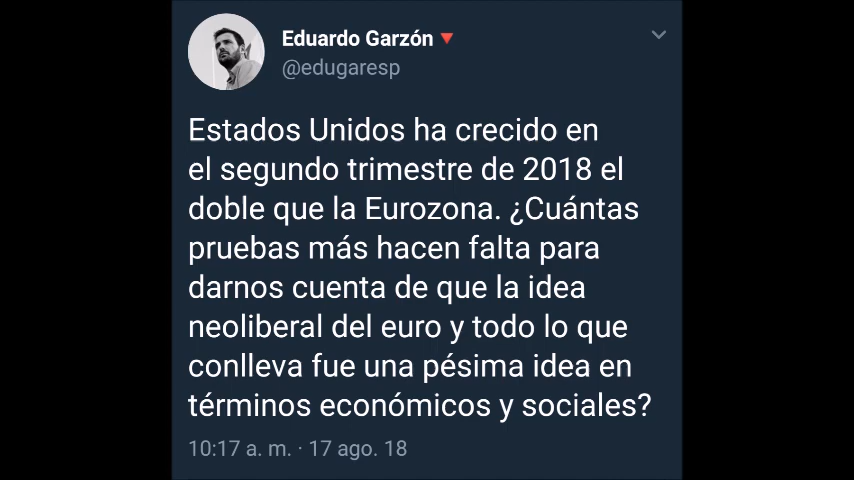 Eduardo Garzón🔻
@edugaresp
Estados Unidos ha crecido en
el segundo trimestre de 2018 el
doble que la Eurozona. ¿Cuántas
pruebas más hacen falta para
darnos cuenta de que la idea
neoliberal del euro y todo lo que
conlleva fue una pésima idea en
términos económicos y sociales?
10:17 a. m. · 17 ago. 18